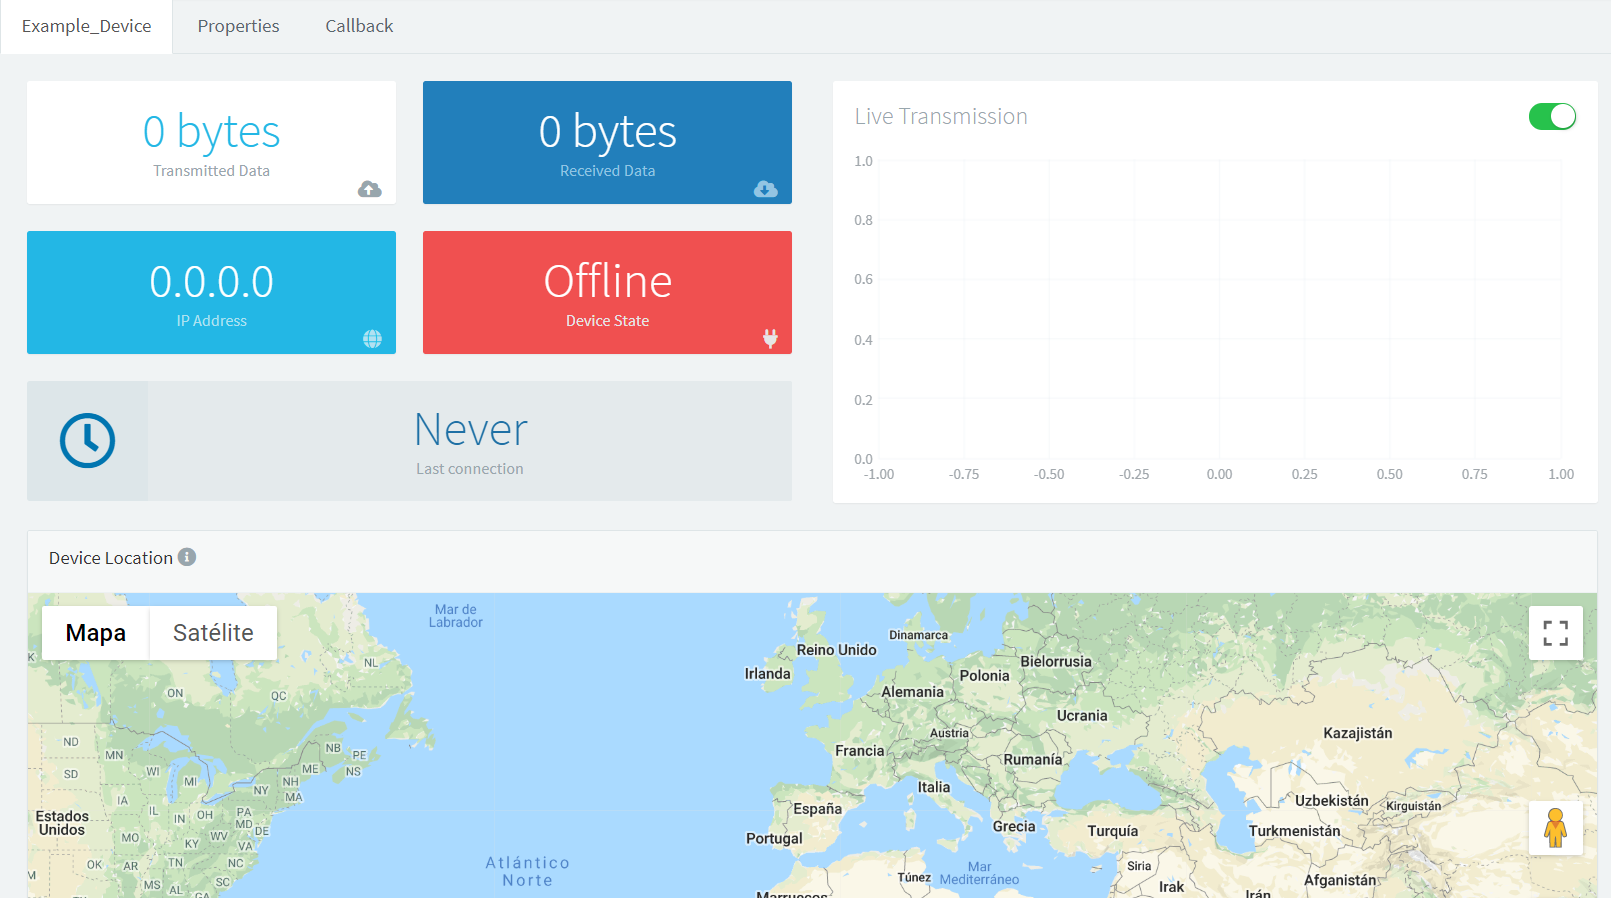 Example_Device
Properties
Callback
0 bytes
Transmitted Data
0 bytes
Received Data
0.0.0.0
IP Address
Offline
Device State
Never
Last connection
Live Transmission
1.0
0.8
0.6
0.4
0.2
0.0
-1.00 -0.75 -0.50 -0.25 0.00 0.25 0.50 0.75 1.00
Device Location
Mapa
Satélite
Mar de
Labrador
NL
ON
QC
ND
MN
SD
WI
MI
NB
PE
ME
NS
NH
NY
MA
IA
IL
IN
OH
PA
MD
DE
Estados
Unidos
MO
KY
WV
VA
OK
AR
TN
NC
MS
AL
SC
GA
Atlántico
Norte
Dinamarca
Reino Unido
Irlanda
Bielorrusia
Polonia
Alemania
Ucrania
Austria
Francia
Rumanía
Kazajistán
Italia
España
Uzbekistán
Kirguistán
Portugal
Grecia
Turquía
Turkmenistán
Túnez
Mar
Mediterráneo
Siria
Irak
Afganistán
Marruecos
Irán